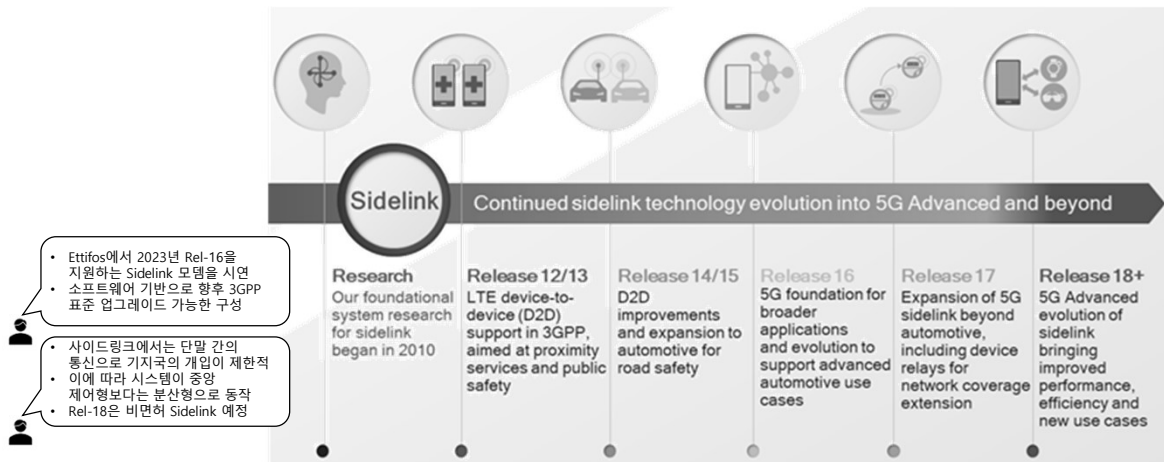 Sidelink
Continued sidelink technology evolution into 5G Advanced and beyond
• Ettifos에서 2023년 Rel-16을
지원하는 Sidelink 모뎀을 시연
• 소프트웨어 기반으로 향후 3GPP
표준 업그레이드 가능한 구성
• 사이드링크에서는 단말 간의
통신으로 기지국의 개입이 제한적
• 이에 따라 시스템이 중앙
제어형보다는 분산형으로 동작
• Rel-18은 비면허 Sidelink 예정
Research
Our foundational
system research
for sidelink
began in 2010
Release 12/13
LTE device-to-
device (D2D)
support in 3GPP,
aimed at proximity
services and public
safety
Release 14/15
D2D
improvements
and expansion to
automotive for
road safety
Release 16
5G foundation for
broader
applications
and evolution to
support advanced
automotive use
cases
Release 17
Expansion of 5G
sidelink beyond
automotive,
including device
relays for
network coverage
extension
Release 18+
5G Advanced
evolution of
sidelink
bringing
improved
performance,
efficiency and
new use cases